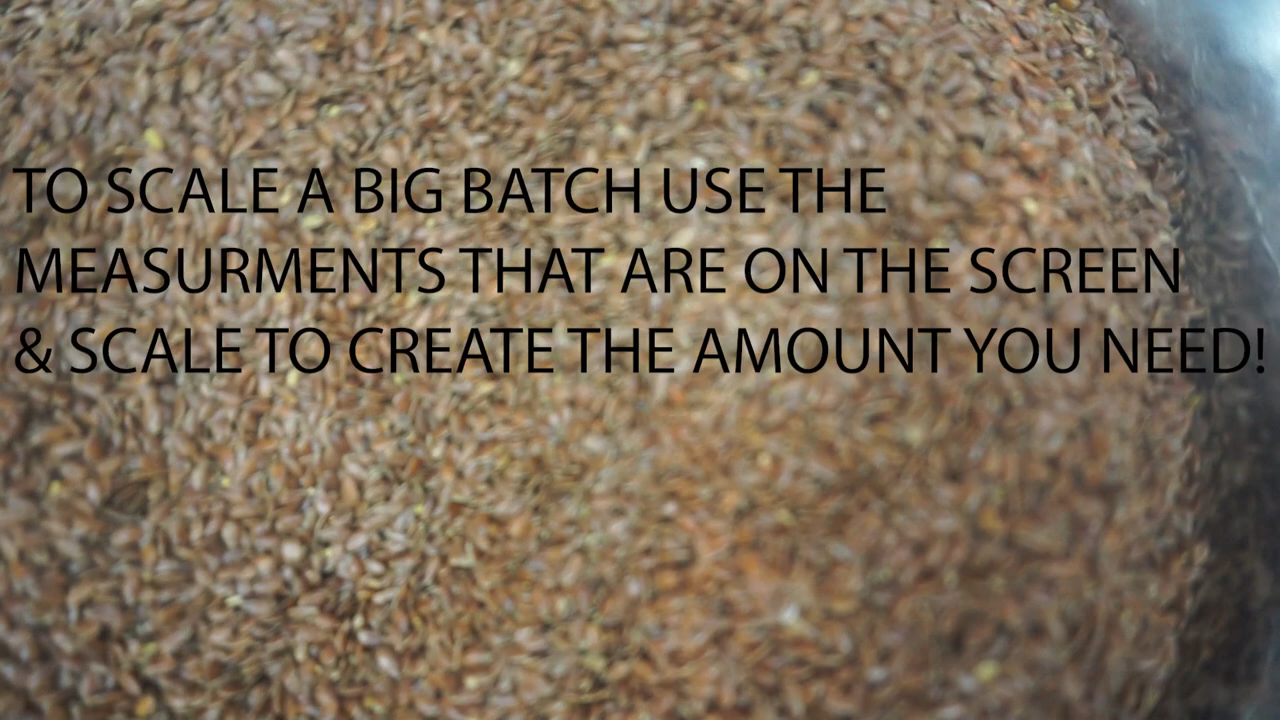 TO SCALE A BIG BATCH USE THE
MEASURMENTS THAT ARE ON THE SCREEN
& SCALE TO CREATE THE AMOUNT YOU NEED!